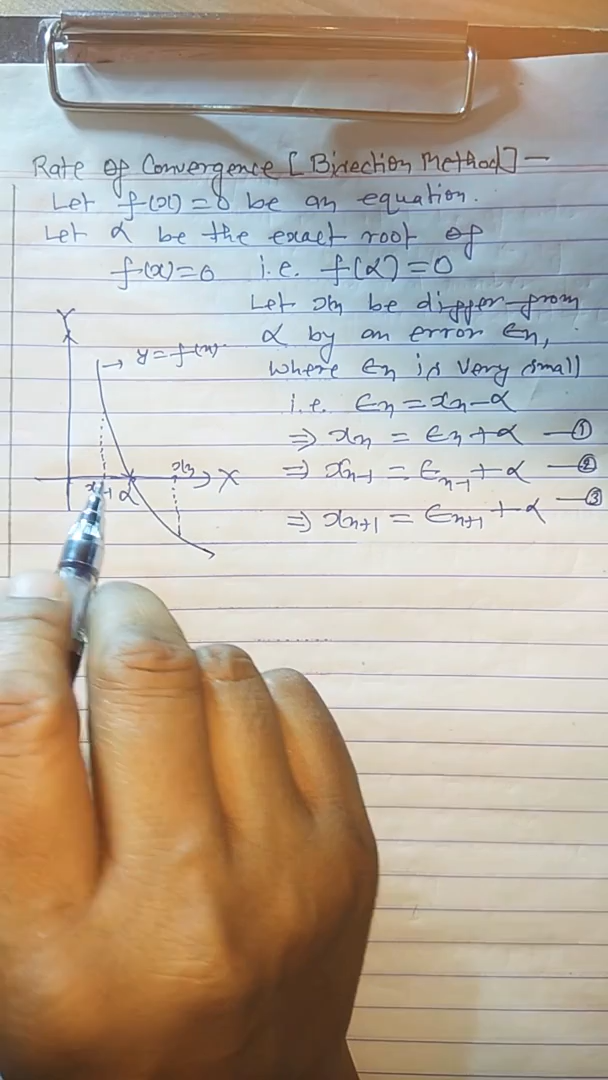 Rate of Convergence [Bisection Method] —
Let f(x)=0 be an equation.
Let α be the exact root of
f(x)=0 i.e. f(α)=0
Let xn be differ from
α by an error ϵn,
where ϵn is very small
i.e. ϵn = xn-α
⇒ xn = ϵn+α —①
⇒ xn-1 = ϵn-1 + α —②
⇒ xn+1 = ϵn+1 + α —③
Y
→ y=f(x)
xn
X
α